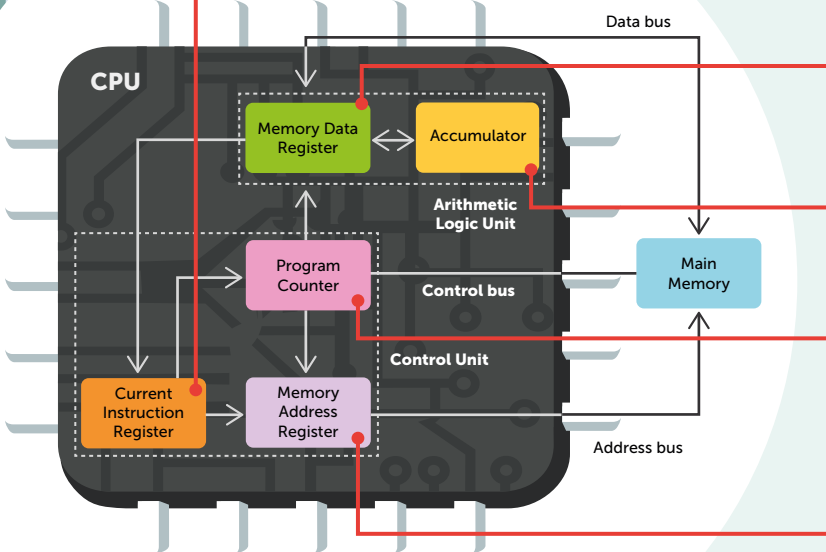 Data bus
CPU
Memory Data
Register
Accumulator
Arithmetic
Logic Unit
Program
Counter
Control bus
Main
Memory
Control Unit
Current
Instruction
Register
Memory
Address
Register
Address bus